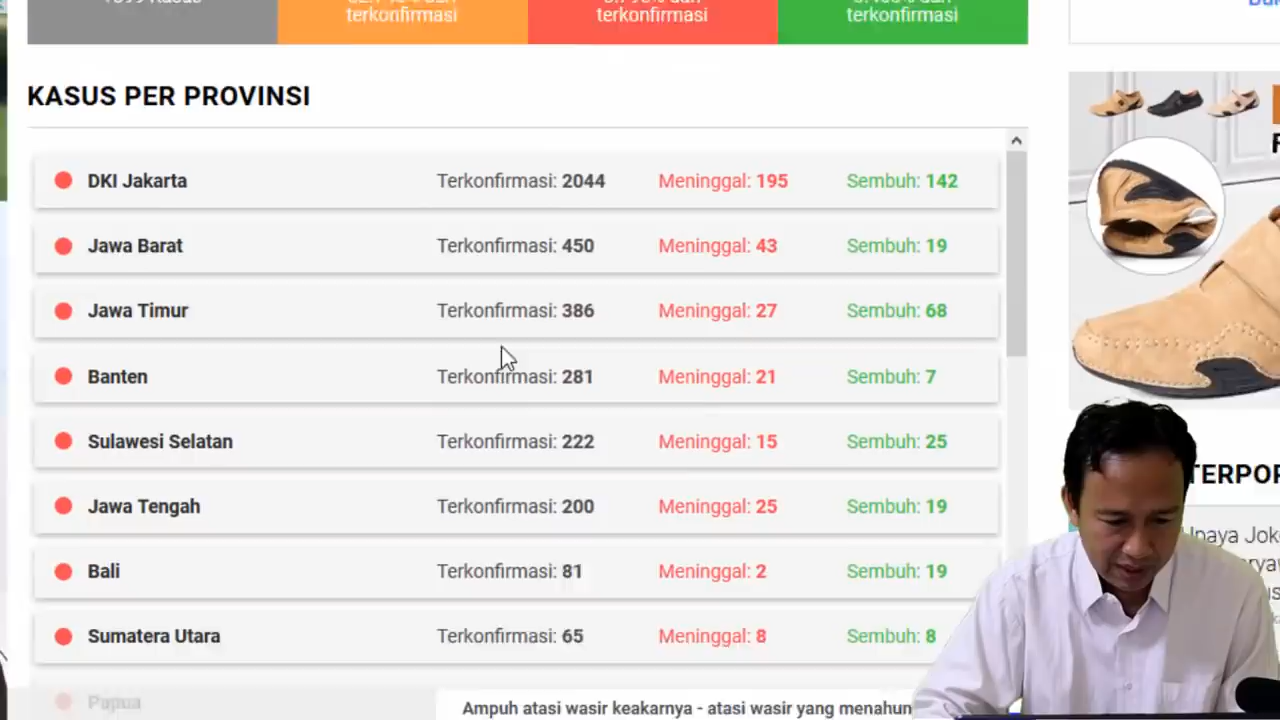 terkonfirmasi
terkonfirmasi
terkonfirmasi
KASUS PER PROVINSI
DKI Jakarta Terkonfirmasi: 2044 Meninggal: 195 Sembuh: 142
Jawa Barat Terkonfirmasi: 450 Meninggal: 43 Sembuh: 19
Jawa Timur Terkonfirmasi: 386 Meninggal: 27 Sembuh: 68
Banten Terkonfirmasi: 281 Meninggal: 21 Sembuh: 7
Sulawesi Selatan Terkonfirmasi: 222 Meninggal: 15 Sembuh: 25
Jawa Tengah Terkonfirmasi: 200 Meninggal: 25 Sembuh: 19
Bali Terkonfirmasi: 81 Meninggal: 2 Sembuh: 19
Sumatera Utara Terkonfirmasi: 65 Meninggal: 8 Sembuh: 8
Papua
Ampuh atasi wasir keakarnya - atasi wasir yang menahun
TERPO
Upaya Jok